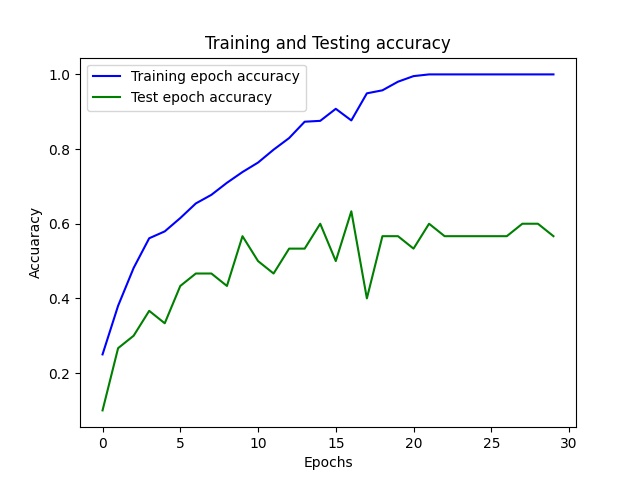 Training and Testing accuracy
Training epoch accuracy
Test epoch accuracy
1.0
0.8
0.6
0.4
0.2
Accuaracy
0 5 10 15 20 25 30
Epochs